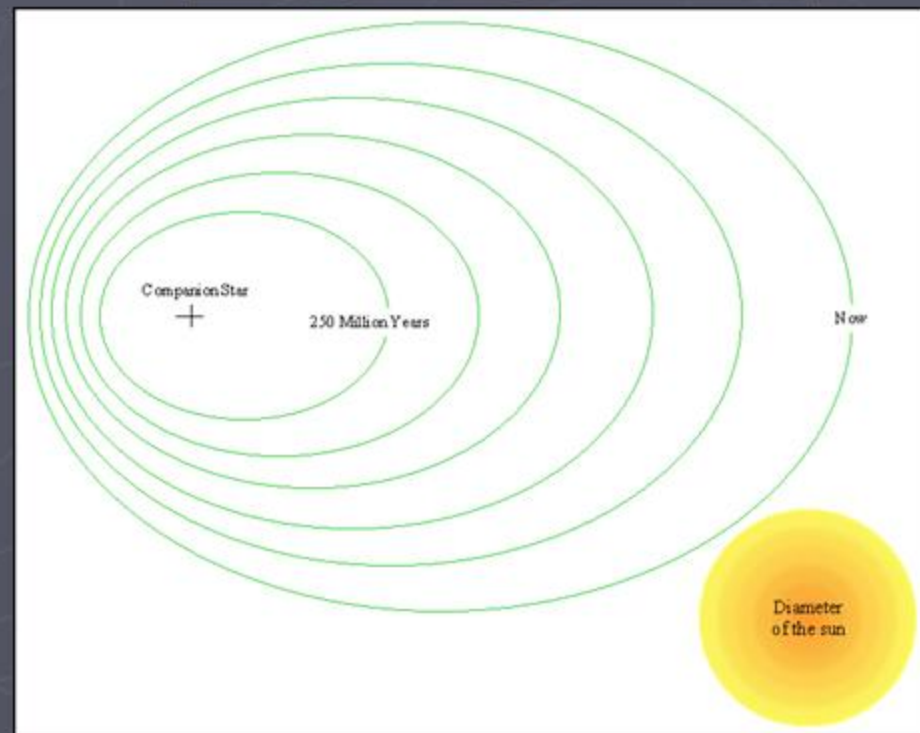 Companion Star
250 Million Years
Now
Diameter
of the sun